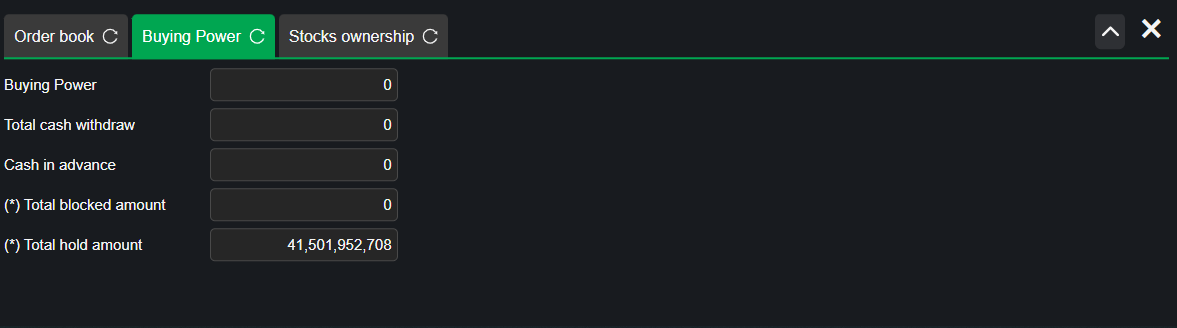 Order book Buying Power Stocks ownership
Buying Power 0
Total cash withdraw 0
Cash in advance 0
(*) Total blocked amount 0
(*) Total hold amount 41,501,952,708